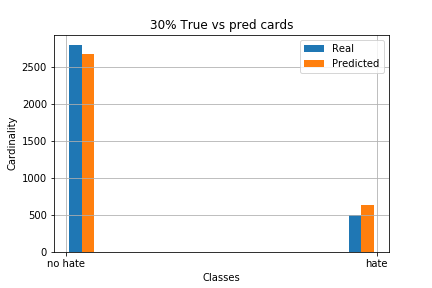 30% True vs pred cards
Real
Predicted
Cardinality
2500
2000
1500
1000
500
0
no hate
hate
Classes